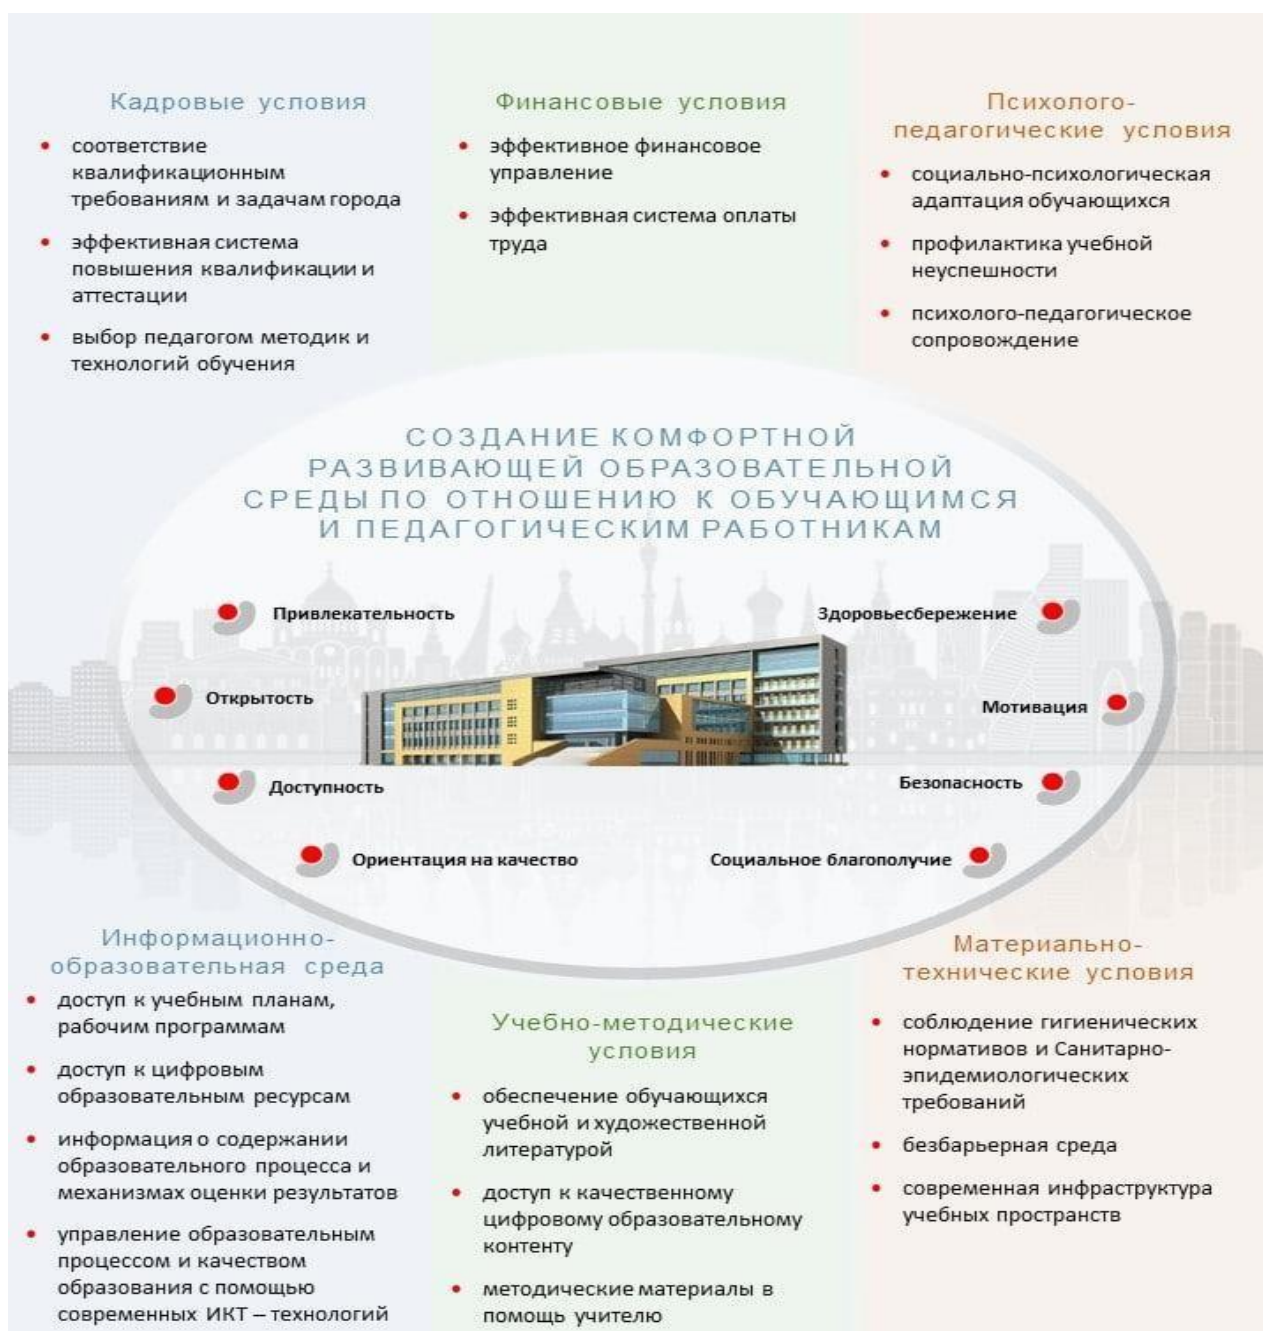 Кадровые условия
соответствие
квалификационным
требованиям и задачам города
эффективная система
повышения квалификации и
аттестации
выбор педагогом методик и
технологий обучения
Финансовые условия
эффективное финансовое
управление
эффективная система оплаты
труда
Психолого-
педагогические условия
социально-психологическая
адаптация обучающихся
профилактика учебной
неуспешности
психолого-педагогическое
сопровождение
СОЗДАНИЕ КОМФОРТНОЙ
РАЗВИВАЮЩЕЙ ОБРАЗОВАТЕЛЬНОЙ
СРЕДЫ ПО ОТНОШЕНИЮ К ОБУЧАЮЩИМСЯ
И ПЕДАГОГИЧЕСКИМ РАБОТНИКАМ
Привлекательность
Открытость
Доступность
Ориентация на качество
Здоровьесбережение
Мотивация
Безопасность
Социальное благополучие
Информационно-
образовательная среда
доступ к учебным планам,
рабочим программам
доступ к цифровым
образовательным ресурсам
информация о содержании
образовательного процесса и
механизмах оценки результатов
управление образовательным
процессом и качеством
образования с помощью
современных ИКТ – технологий
Учебно-методические
условия
обеспечение обучающихся
учебной и художественной
литературой
доступ к качественному
цифровому образовательному
контенту
методические материалы в
помощь учителю
Материально-
технические условия
соблюдение гигиенических
нормативов и Санитарно-
эпидемиологических
требований
безбарьерная среда
современная инфраструктура
учебных пространств